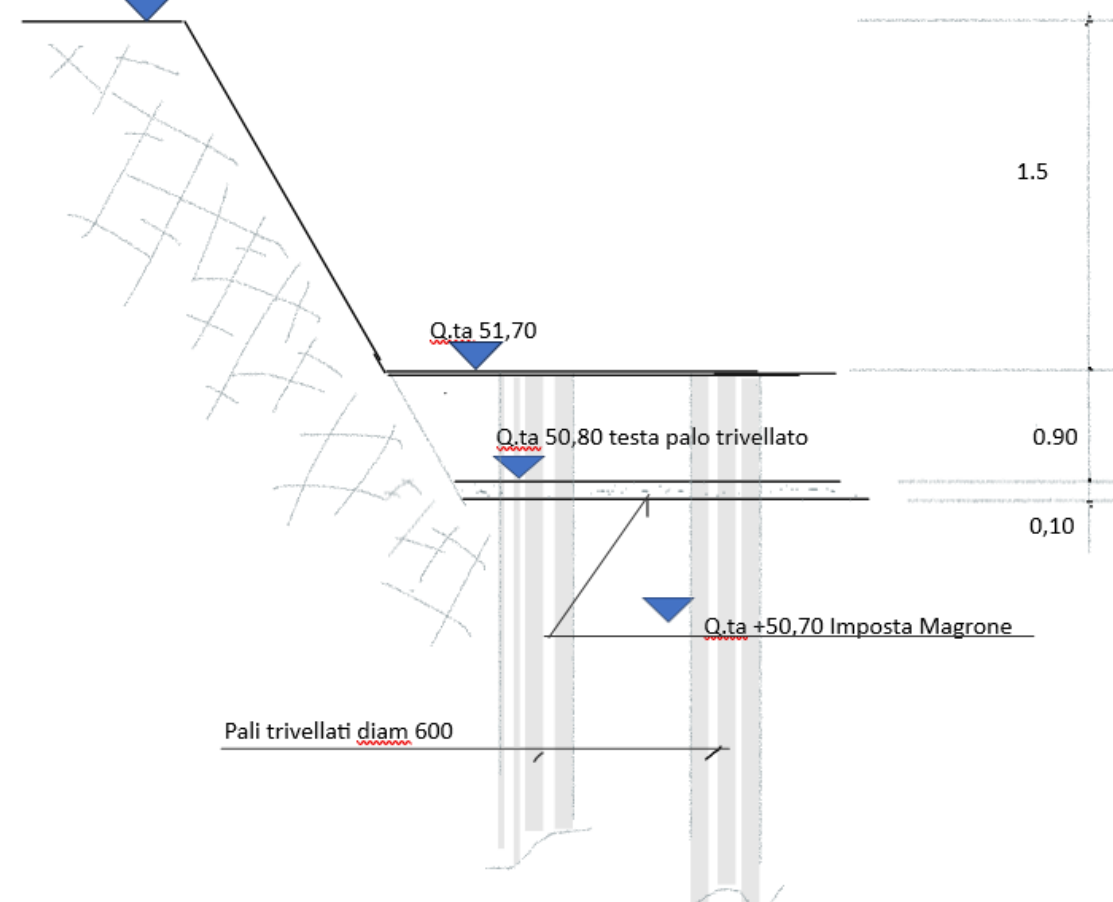 1.5
Q.ta 51,70
Q.ta 50,80 testa palo trivellato
0.90
0,10
Q.ta +50,70 Imposta Magrone
Pali trivellati diam 600